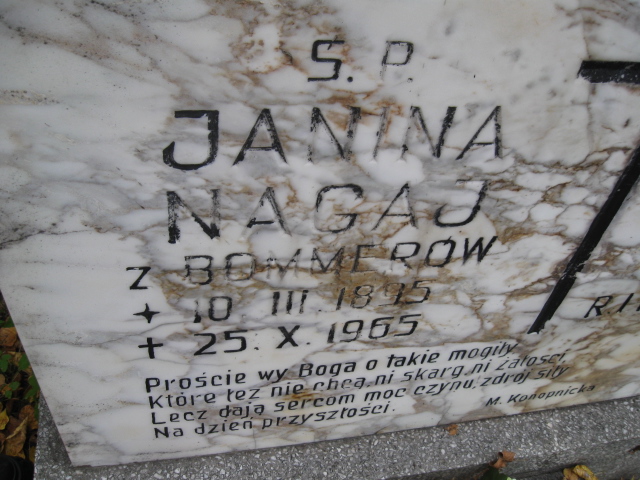 S. P.
JANINA
NAGAJ
z BOMMERÓW
10. III. 1895
+ 25. X. 1965
Proście wy Boga o takie mogiły
Które łez nie chcą, ni skarg, ni żałości,
Lecz dają sercom moc czynu, zdrój siły
Na dzień przyszłości.
M. Konopnicka
R.I